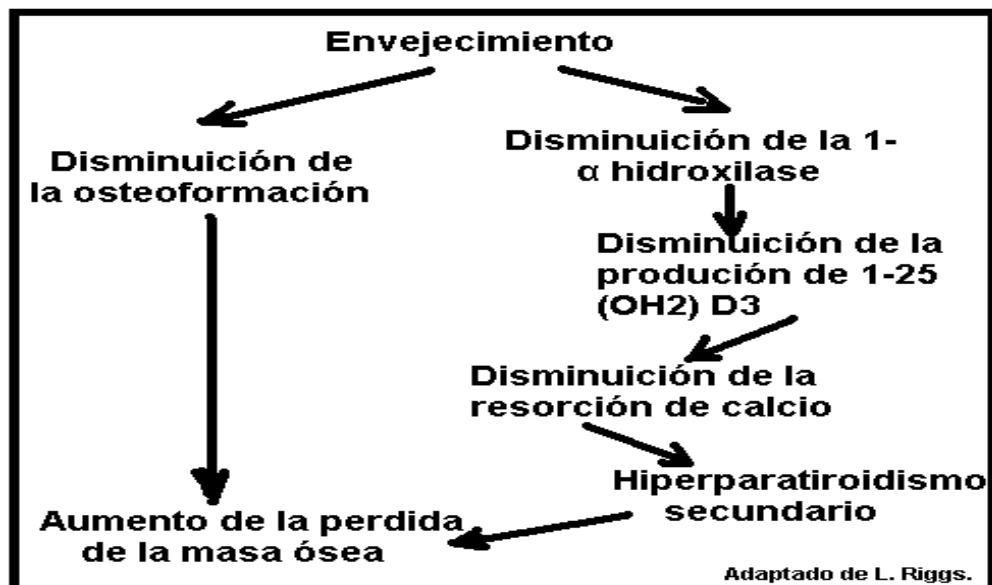 Envejecimiento
Disminuición de
la osteoformación
Disminuición de la 1-
α hidroxilase
Disminuición de la
produción de 1-25
(OH2) D3
Disminuición de la
resorción de calcio
Hiperparatiroidismo
secundario
Aumento de la perdida
de la masa ósea
Adaptado de L. Riggs.